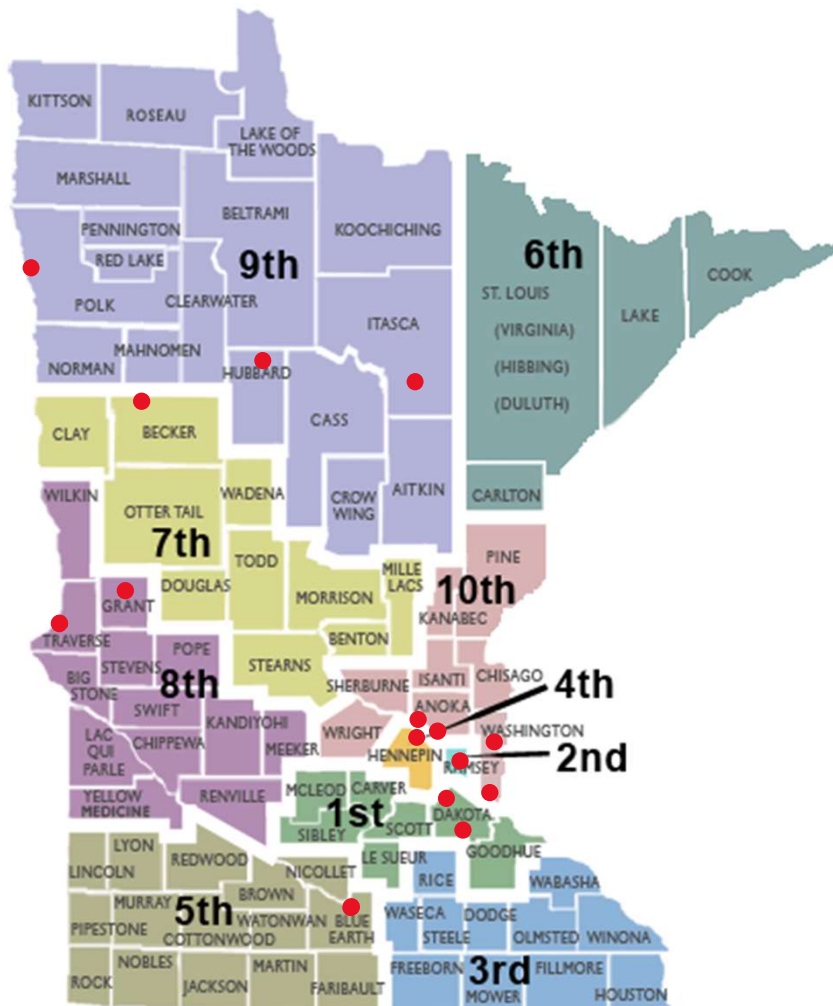 KITTSON
ROSEAU
LAKE OF
THE WOODS
MARSHALL
BELTRAMI
KOOCHICHING
PENNINGTON
RED LAKE
9th
6th
COOK
POLK
CLEARWATER
ST. LOUIS
ITASCA
LAKE
(VIRGINIA)
MAHNOMEN
NORMAN
HUBBARD
(HIBBING)
(DULUTH)
CLAY
BECKER
CASS
WILKIN
WADENA
AITKIN
CARLTON
OTTER TAIL
CROW
WING
7th
TODD
PINE
DOUGLAS
MILLE
LACS
10th
MORRISON
GRANT
KANABEC
TRAVERSE
BENTON
POPE
STEVENS
STEARNS
BIG
STONE
8th
SHERBURNE
ISANTI
CHISAGO
4th
ANOKA
SWIFT
KANDIYOHI
WRIGHT
WASHINGTON
LAC
QUI
PARLE
CHIPPEWA
MEEKER
HENNEPIN
2nd
RAMSEY
YELLOW
MEDICINE
RENVILLE
MCLEOD
CARVER
1st
DAKOTA
SIBLEY
SCOTT
LYON
REDWOOD
LE SUEUR
GOODHUE
LINCOLN
NICOLLET
RICE
WABASHA
MURRAY
BROWN
5th
PIPESTONE
WATONWAN
BLUE
EARTH
COTTONWOOD
WASECA
DODGE
STEELE
OLMSTED
WINONA
ROCK
NOBLES
JACKSON
MARTIN
FARIBAULT
FREEBORN
3rd
FILLMORE
MOWER
HOUSTON